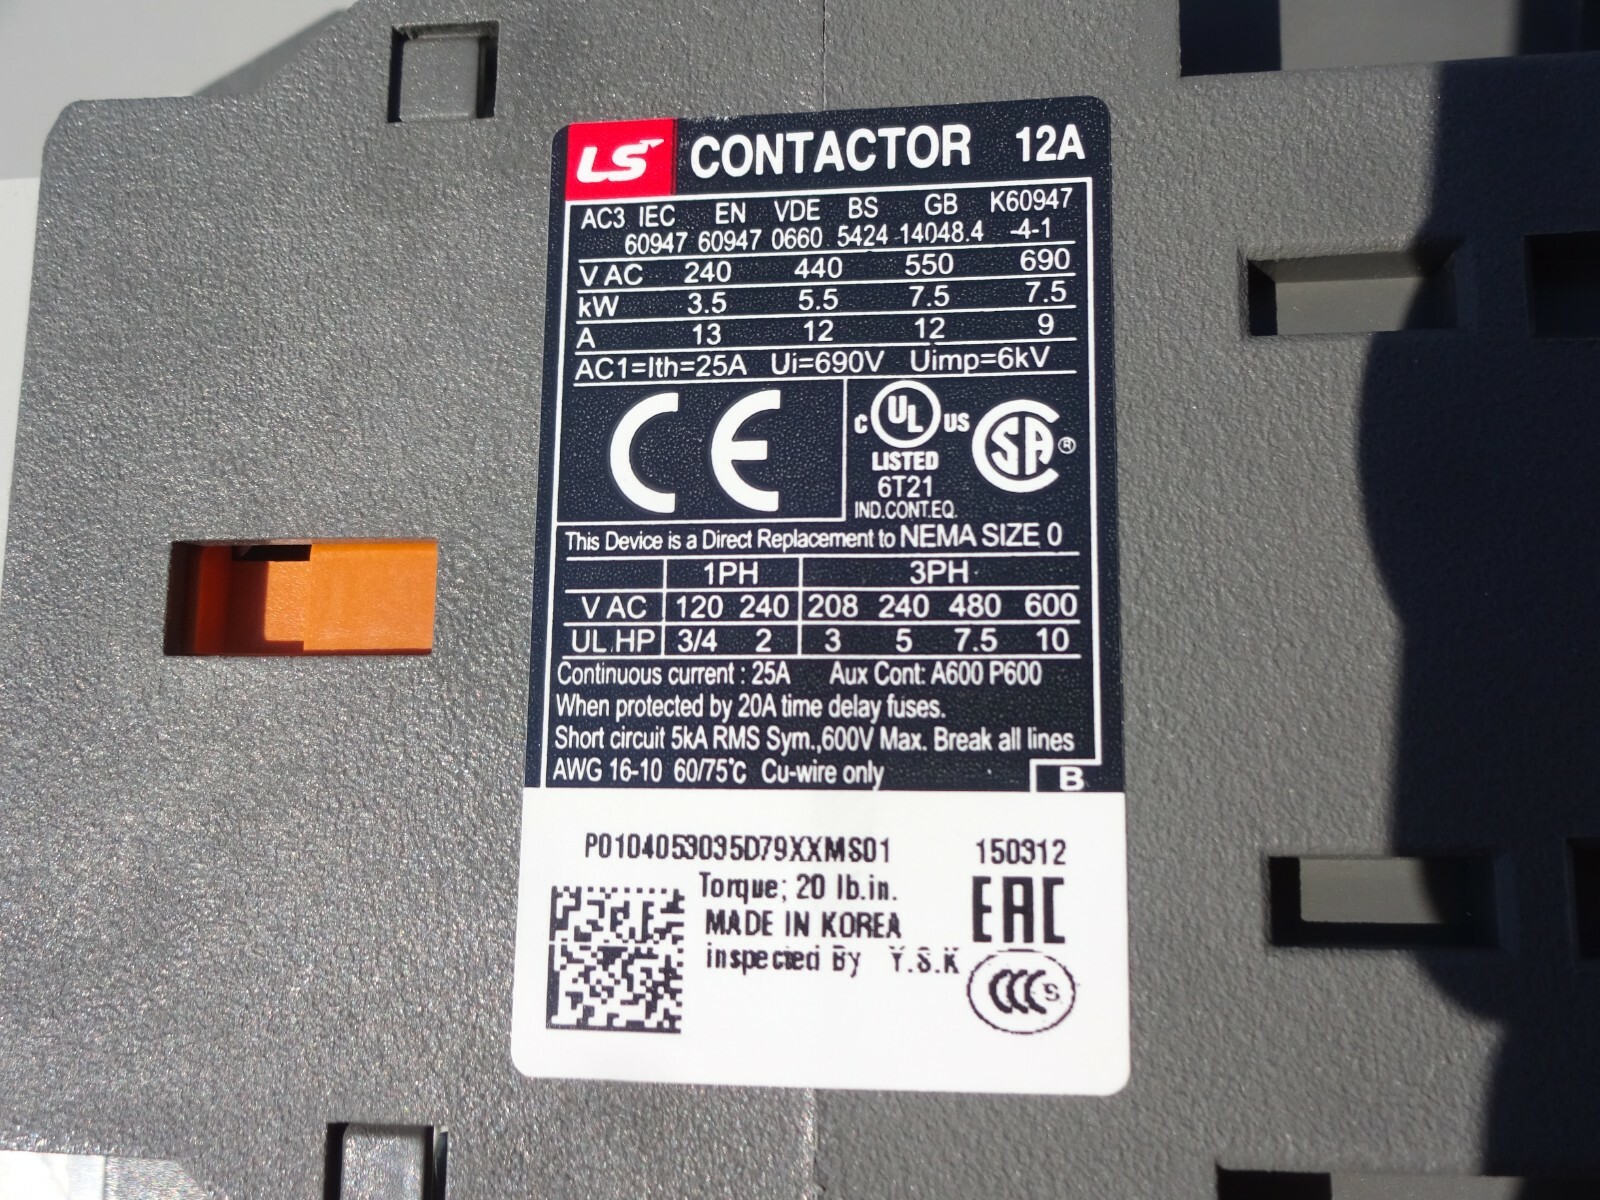 LS CONTACTOR 12A
AC3 IEC EN VDE BS GB K60947
60947 60947 0660 5424 14048.4 -4-1
V AC 240 440 550 690
kW 3.5 5.5 7.5 7.5
A 13 12 12 9
AC1=Ith=25A Ui=690V Uimp=6kV
CE
C UL US
LISTED
6T21
IND.CONT.EQ.
SA ®
This Device is a Direct Replacement to NEMA SIZE 0
1PH 3PH
V AC 120 240 208 240 480 600
UL.HP 3/4 2 3 5 7.5 10
Continuous current : 25A Aux Cont: A600 P600
When protected by 20A time delay fuses.
Short circuit 5kA RMS Sym.,600V Max. Break all lines
AWG 16-10 60/75°C Cu-wire only
B
P0104053035D79XXMS01 150312
Torque; 20 lb.in.
MADE IN KOREA
inspected By Y.S.K
EAC
CCC S